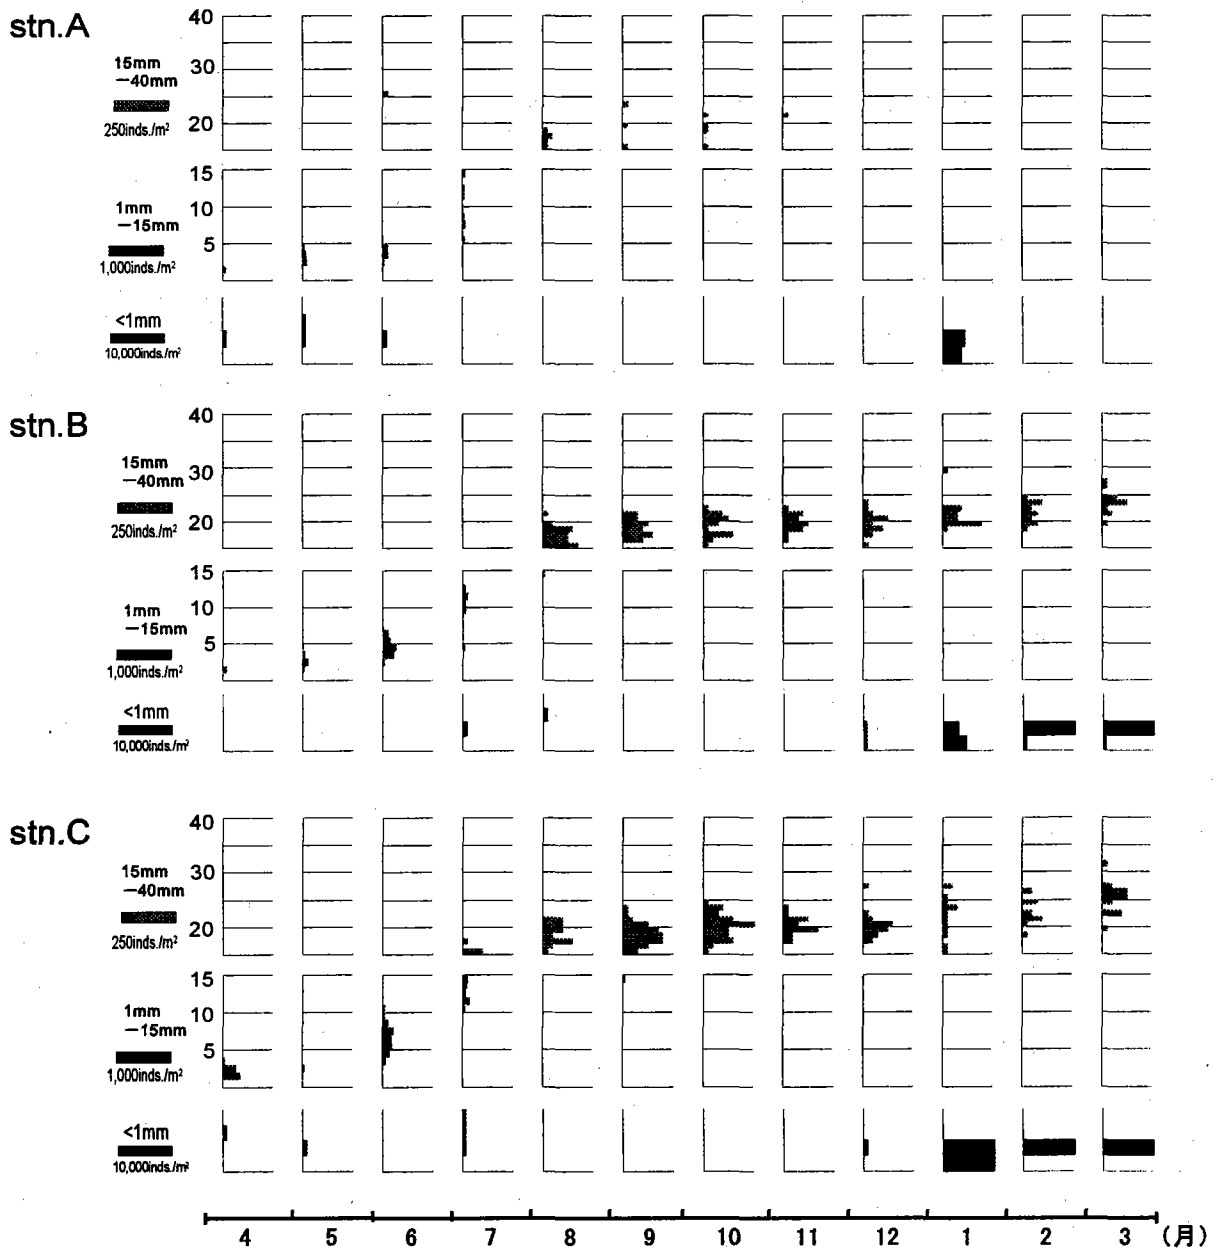 stn.A
40
15mm
－40mm
30
250inds./m²
20
15
1mm
－15mm
10
1,000inds./m²
5
<1mm
10,000inds./m²
stn.B
40
15mm
－40mm
30
250inds./m²
20
15
1mm
－15mm
10
1,000inds./m²
5
<1mm
10,000inds./m²
stn.C
40
15mm
－40mm
30
250inds./m²
20
15
1mm
－15mm
10
1,000inds./m²
5
<1mm
10,000inds./m²
4 5 6 7 8 9 10 11 12 1 2 3 (月)